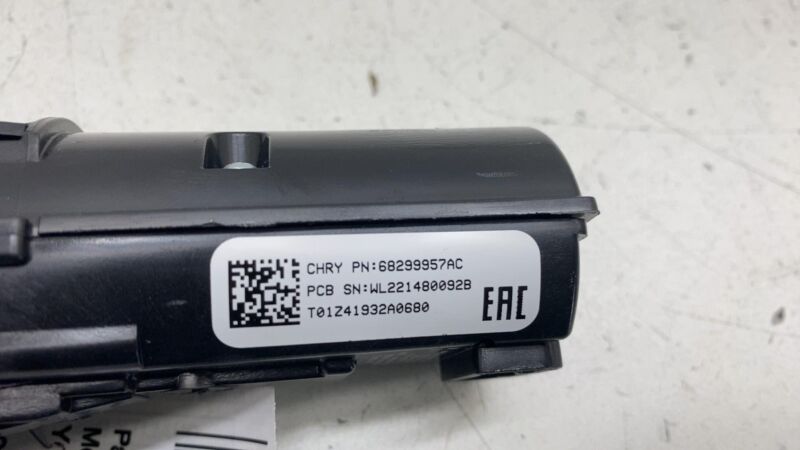 CHRY PN:68299957AC
PCB SN:WL221480092B
T01Z41932A0680
EAC